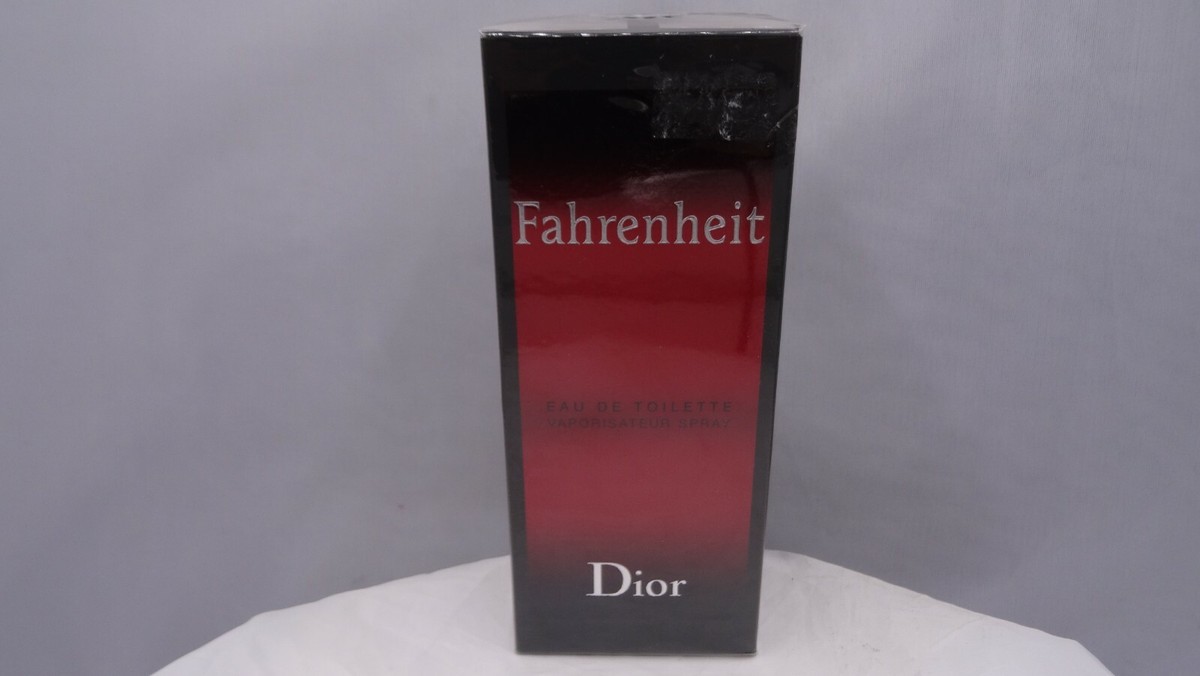 Fahrenheit
EAU DE TOILETTE
VAPORISATEUR SPRAY
Dior